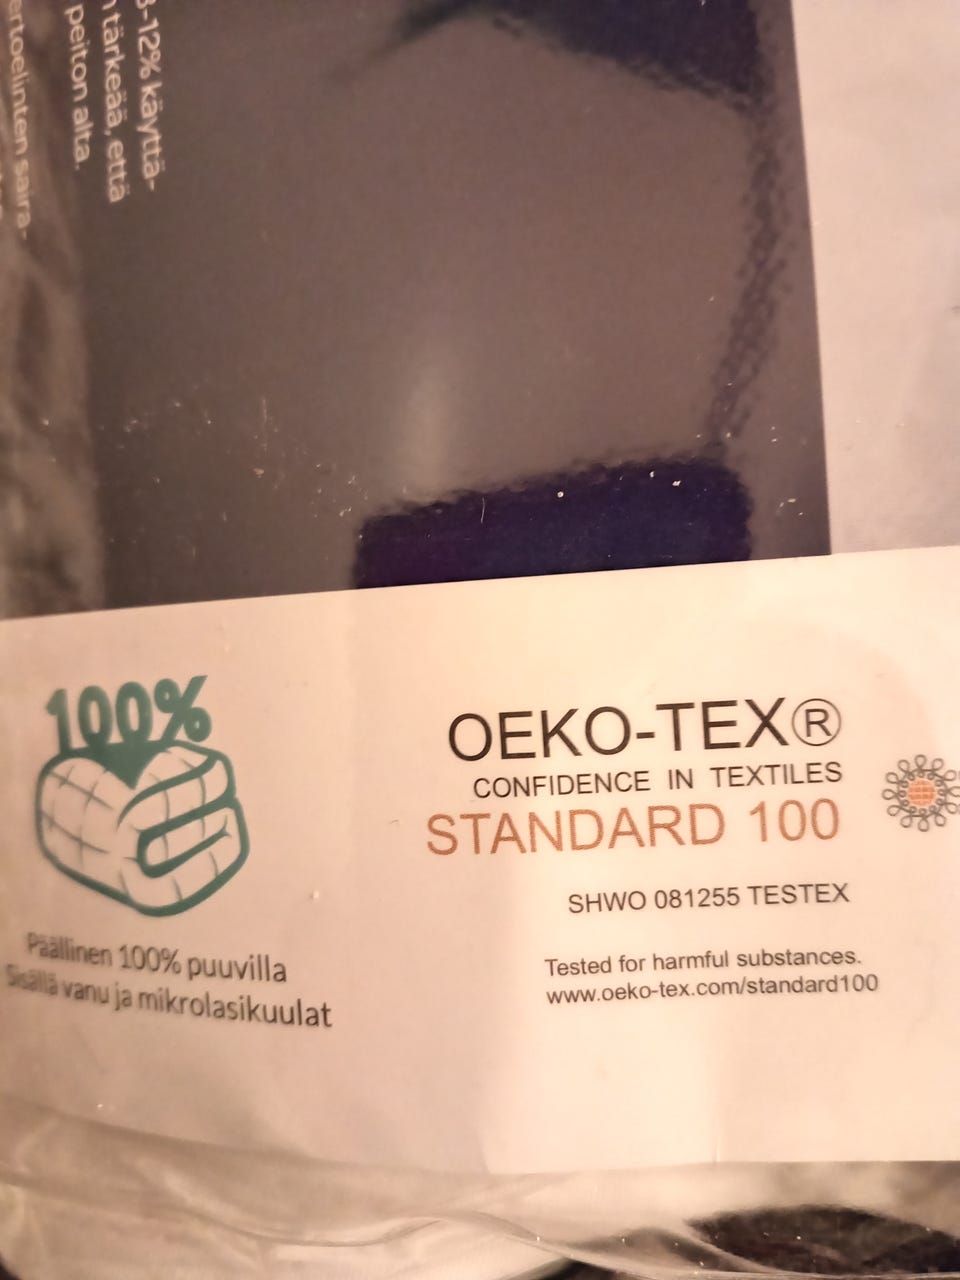 8-12% käyttä-
tärkeää, että
peiton alta.
saira-
100%
Päällinen 100% puuvilla
Sisällä vanu ja mikrolasikuulat
OEKO-TEX®
CONFIDENCE IN TEXTILES
STANDARD 100
SHWO 081255 TESTEX
Tested for harmful substances.
www.oeko-tex.com/standard100